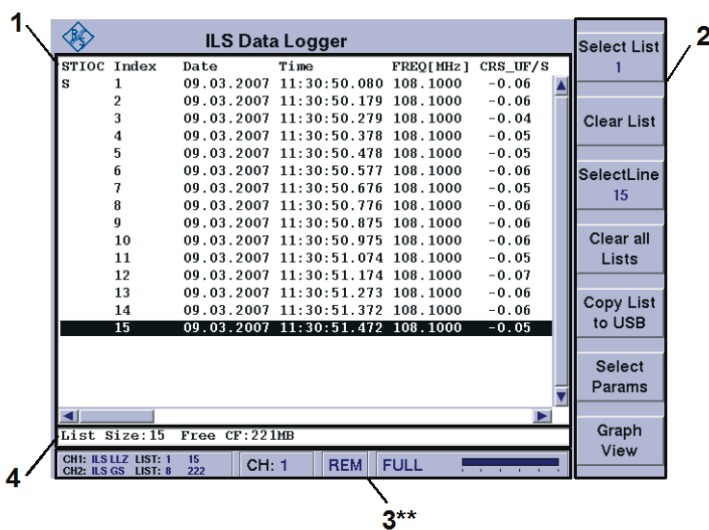 1
ILS Data Logger
2
STIOC Index Date Time FREQ[MHz] CRS_UF/S
S 1 09.03.2007 11:30:50.080 108.1000 -0.06
2 09.03.2007 11:30:50.179 108.1000 -0.06
3 09.03.2007 11:30:50.279 108.1000 -0.04
4 09.03.2007 11:30:50.378 108.1000 -0.05
5 09.03.2007 11:30:50.478 108.1000 -0.05
6 09.03.2007 11:30:50.577 108.1000 -0.06
7 09.03.2007 11:30:50.676 108.1000 -0.05
8 09.03.2007 11:30:50.776 108.1000 -0.06
9 09.03.2007 11:30:50.875 108.1000 -0.06
10 09.03.2007 11:30:50.975 108.1000 -0.06
11 09.03.2007 11:30:51.074 108.1000 -0.05
12 09.03.2007 11:30:51.174 108.1000 -0.07
13 09.03.2007 11:30:51.273 108.1000 -0.06
14 09.03.2007 11:30:51.372 108.1000 -0.06
15 09.03.2007 11:30:51.472 108.1000 -0.05
List Size:15 Free CF:221MB
CH1: ILS LLZ LIST: 1 15
CH2: ILS GS LIST: 8 222
CH: 1
REM
FULL
Select List
1
Clear List
SelectLine
15
Clear all
Lists
Copy List
to USB
Select
Params
Graph
View
4
3**